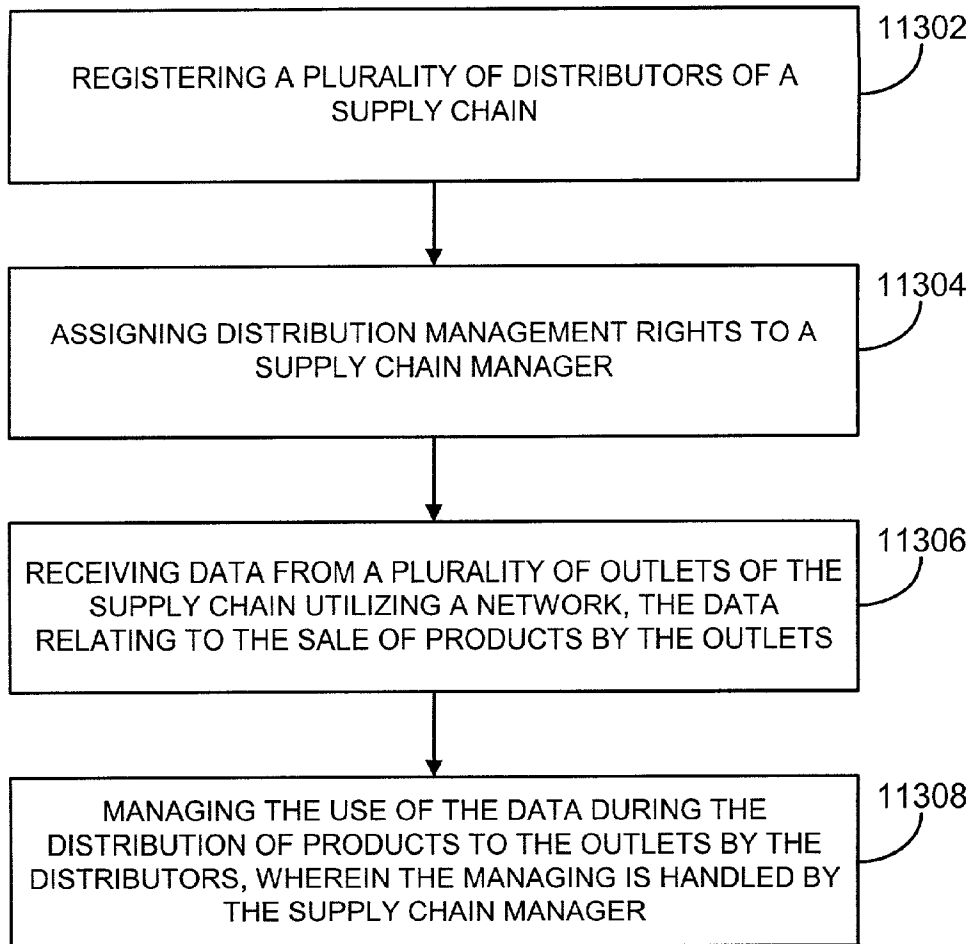 11302
REGISTERING A PLURALITY OF DISTRIBUTORS OF A
SUPPLY CHAIN
11304
ASSIGNING DISTRIBUTION MANAGEMENT RIGHTS TO A
SUPPLY CHAIN MANAGER
11306
RECEIVING DATA FROM A PLURALITY OF OUTLETS OF THE
SUPPLY CHAIN UTILIZING A NETWORK, THE DATA
RELATING TO THE SALE OF PRODUCTS BY THE OUTLETS
11308
MANAGING THE USE OF THE DATA DURING THE
DISTRIBUTION OF PRODUCTS TO THE OUTLETS BY THE
DISTRIBUTORS, WHEREIN THE MANAGING IS HANDLED BY
THE SUPPLY CHAIN MANAGER